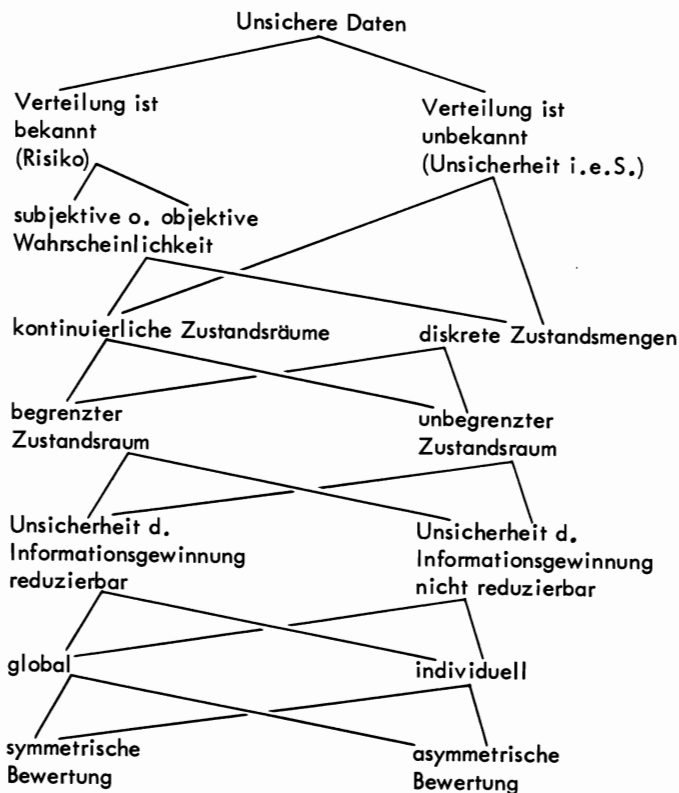 Unsichere Daten
Verteilung ist
bekannt
(Risiko)
Verteilung ist
unbekannt
(Unsicherheit i.e.S.)
subjektive o. objektive
Wahrscheinlichkeit
kontinuierliche Zustandsräume
diskrete Zustandsmengen
begrenzter
Zustandsraum
unbegrenzter
Zustandsraum
Unsicherheit d.
Informationsgewinnung
reduzierbar
Unsicherheit d.
Informationsgewinnung
nicht reduzierbar
global
individuell
symmetrische
Bewertung
asymmetrische
Bewertung